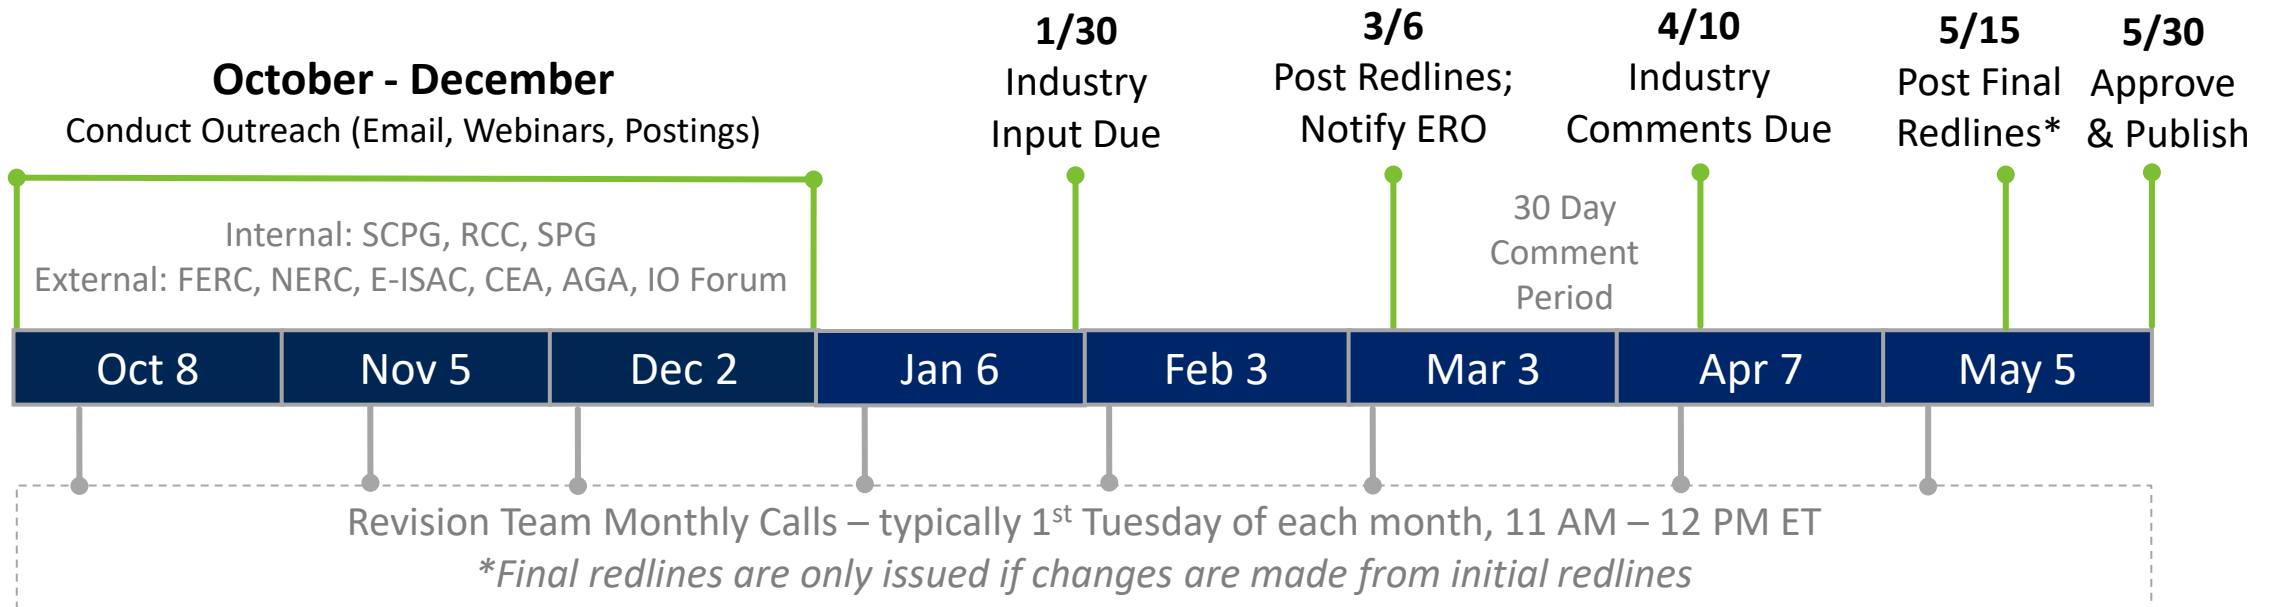 October - December
Conduct Outreach (Email, Webinars, Postings)
Internal: SCPG, RCC, SPG
External: FERC, NERC, E-ISAC, CEA, AGA, IO Forum
1/30
Industry
Input Due
3/6
Post Redlines;
Notify ERO
30 Day
Comment
Period
4/10
Industry
Comments Due
5/15
Post Final
Redlines*
5/30
Approve
& Publish
Oct 8
Nov 5
Dec 2
Jan 6
Feb 3
Mar 3
Apr 7
May 5
Revision Team Monthly Calls – typically 1st Tuesday of each month, 11 AM – 12 PM ET
*Final redlines are only issued if changes are made from initial redlines